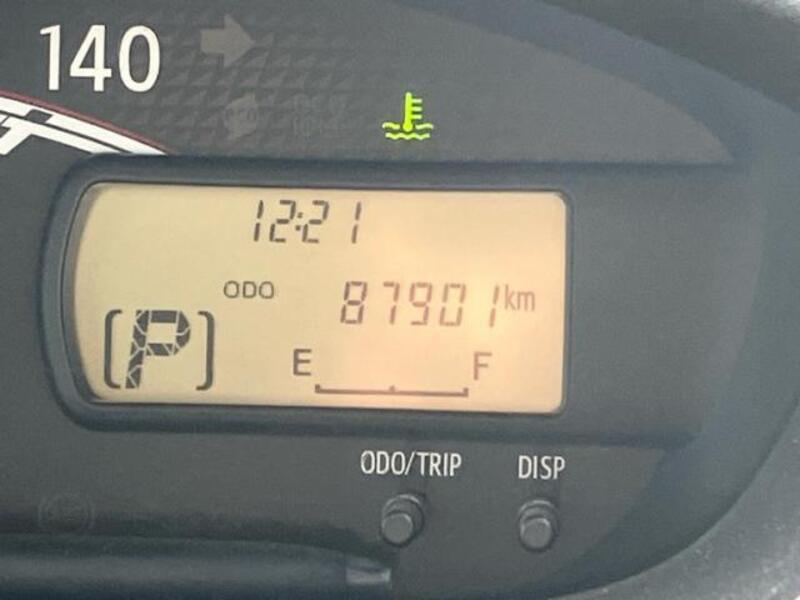 140
12:21
ODO 87901 km
P
E F
ODO/TRIP DISP